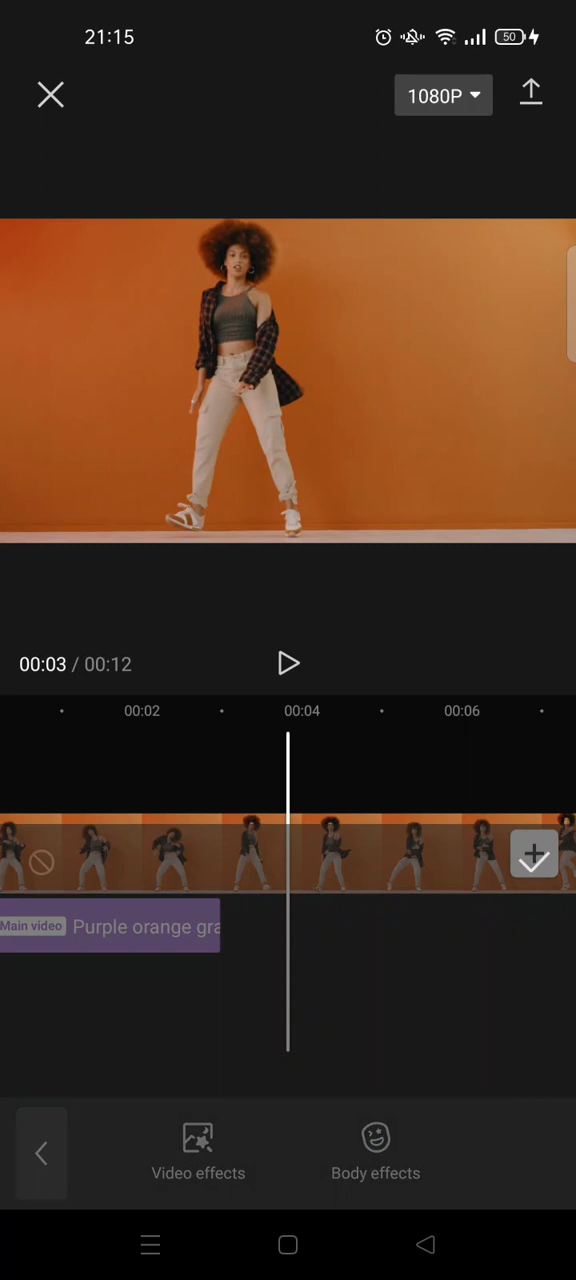 21:15
50
1080P
00:03 / 00:12
00:02
00:04
00:06
Main video
Purple orange gra
Video effects
Body effects